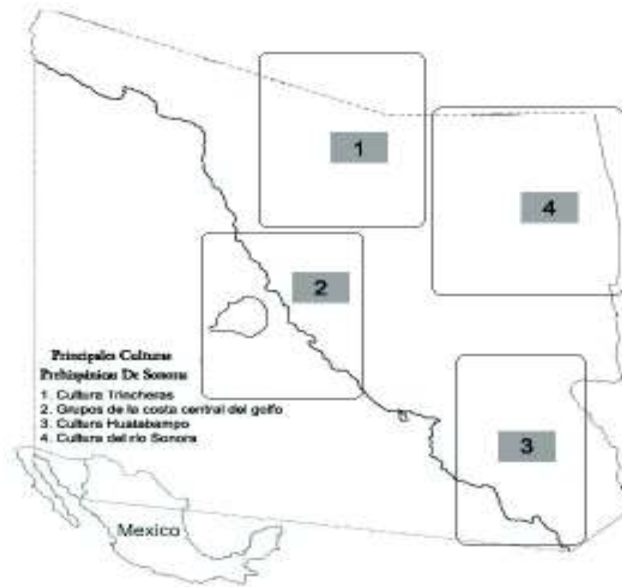 1
4
2
Principales Culturas
Prehispánicas De Sonora
1. Cultura Trincheras
2. Grupos de la costa central del golfo
3. Cultura Huatabampo
4. Cultura del río Sonora
3
Mexico